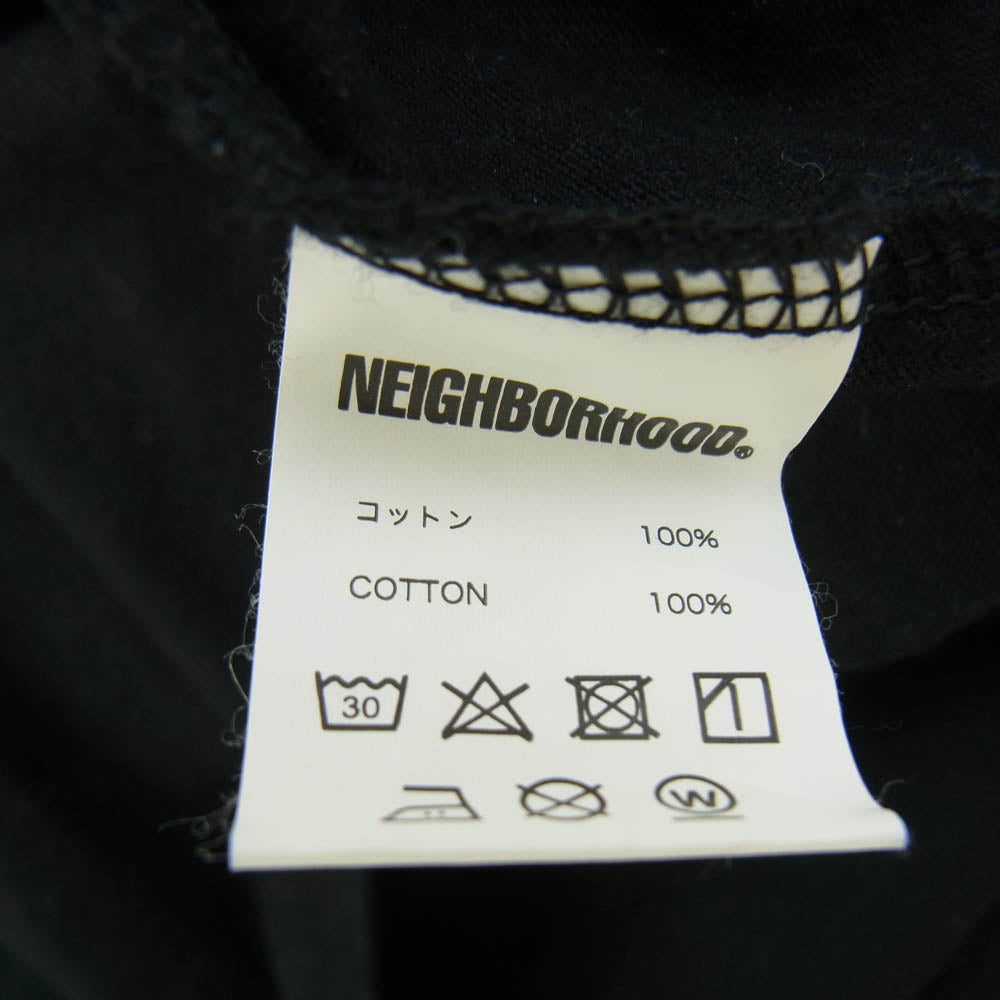 NEIGHBORHOOD®
コットン 100%
COTTON 100%
30
W